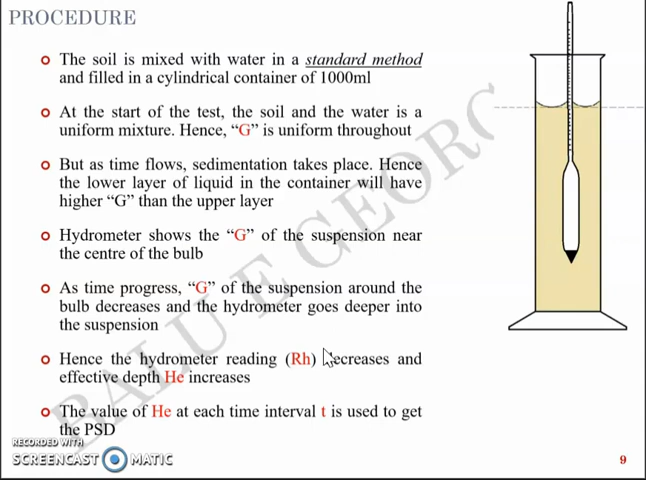 PROCEDURE
The soil is mixed with water in a standard method
and filled in a cylindrical container of 1000ml
At the start of the test, the soil and the water is a
uniform mixture. Hence, “G” is uniform throughout
But as time flows, sedimentation takes place. Hence
the lower layer of liquid in the container will have
higher “G” than the upper layer
Hydrometer shows the “G” of the suspension near
the centre of the bulb
As time progress, “G” of the suspension around the
bulb decreases and the hydrometer goes deeper into
the suspension
Hence the hydrometer reading (Rh) decreases and
effective depth He increases
The value of He at each time interval t is used to get
the PSD
BALU E GEORG
RECORDED WITH
SCREENCAST MATIC
9